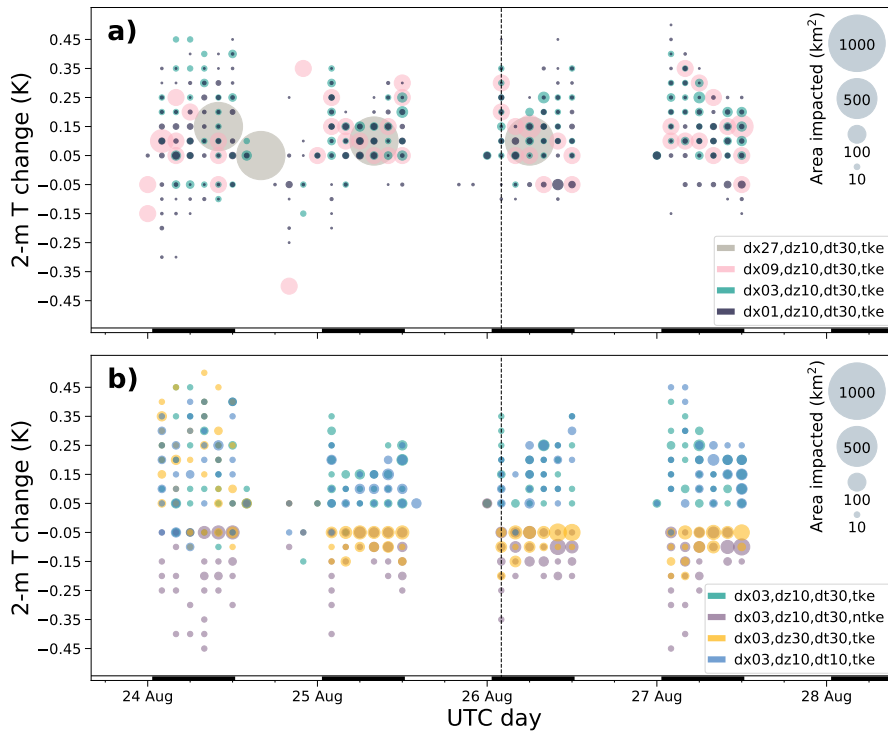 a)
2-m T change (K)
0.45
0.35
0.25
0.15
0.05
−0.05
−0.15
−0.25
−0.35
−0.45
Area impacted (km²)
1000
500
100
10
dx27,dz10,dt30,tke
dx09,dz10,dt30,tke
dx03,dz10,dt30,tke
dx01,dz10,dt30,tke
b)
2-m T change (K)
0.45
0.35
0.25
0.15
0.05
−0.05
−0.15
−0.25
−0.35
−0.45
Area impacted (km²)
1000
500
100
10
dx03,dz10,dt30,tke
dx03,dz10,dt30,ntke
dx03,dz30,dt30,tke
dx03,dz10,dt10,tke
24 Aug
25 Aug
26 Aug
27 Aug
28 Aug
UTC day